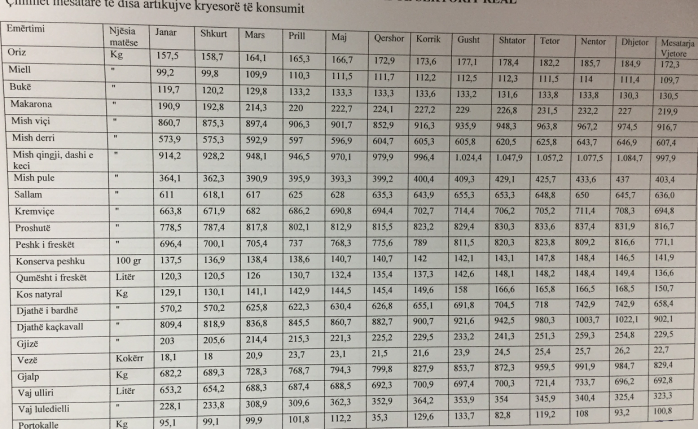 Çmimet mesatare të disa artikujve kryesorë të konsumit
Emërtimi Njësia matëse Janar Shkurt Mars Prill Maj Qershor Korrik Gusht Shtator Tetor Nentor Dhjetor Mesatarja Vjetore
Oriz Kg 157,5 158,7 164,1 165,3 166,7 172,9 173,6 177,1 178,4 182,2 185,7 184,9 172,3
Miell " 99,2 99,8 109,9 110,3 111,5 111,7 112,2 112,5 112,3 111,5 114 111,4 109,7
Bukë " 119,7 120,2 129,8 133,2 133,3 133,3 133,6 133,2 131,6 133,8 133,8 130,3 130,5
Makarona " 190,9 192,8 214,3 220 222,7 224,1 227,2 229 226,8 231,5 232,2 227 219,9
Mish viçi " 860,7 875,3 897,4 906,3 901,7 852,9 916,3 935,9 948,3 963,8 967,2 974,5 916,7
Mish derri " 573,9 575,3 592,9 597 596,9 604,7 605,3 605,8 620,5 625,8 643,7 646,9 607,4
Mish qingji, dashi e keci " 914,2 928,2 948,1 946,5 970,1 979,9 996,4 1.024,4 1.047,9 1.057,2 1.077,5 1.084,7 997,9
Mish pule " 364,1 362,3 390,9 395,9 393,3 399,2 400,4 409,3 429,1 425,7 433,6 437 403,4
Sallam " 611 618,1 617 625 628 635,3 643,9 655,3 653,3 648,8 650 645,7 636,0
Kremviçe " 663,8 671,9 682 686,2 690,8 694,4 702,7 714,4 706,2 705,2 711,4 708,3 694,8
Proshutë " 778,5 787,4 817,8 802,1 812,9 815,5 823,2 829,4 830,3 833,6 837,4 831,9 816,7
Peshk i freskët " 696,4 700,1 705,4 737 768,3 775,6 789 811,5 820,3 823,8 809,2 816,6 771,1
Konserva peshku 100 gr 137,5 136,9 138,4 138,6 140,7 140,7 142 142,1 143,1 147,8 148,4 146,5 141,9
Qumësht i freskët Litër 120,3 120,5 126 130,7 132,4 135,4 137,3 142,6 148,1 148,2 148,4 149,4 136,6
Kos natyral Kg 129,1 130,1 141,1 142,9 144,5 145,4 149,6 158 166,6 165,8 166,5 168,5 150,7
Djathë i bardhë " 570,2 570,2 625,8 622,3 630,4 626,8 655,1 691,8 704,5 718 742,9 742,9 658,4
Djathë kaçkavall " 809,4 818,9 836,8 845,5 860,7 882,7 900,7 921,6 942,5 980,3 1003,7 1022,1 902,1
Gjizë " 203 205,6 214,4 215,3 221,3 225,2 229,5 233,2 241,3 251,3 259,3 254,8 229,5
Vezë Kokërr 18,1 18 20,9 23,7 23,1 21,5 21,6 23,9 24,5 25,4 25,7 26,2 22,7
Gjalp Kg 682,2 689,3 728,3 768,7 794,3 799,8 827,9 853,7 872,3 959,5 991,9 984,7 829,4
Vaj ulliri Litër 653,2 654,2 688,3 687,4 688,5 692,3 700,9 697,4 700,3 721,4 733,7 696,2 692,8
Vaj luledielli " 228,1 233,8 308,9 309,6 362,3 352,9 364,2 353,9 354 345,9 340,4 325,4 323,3
Portokalle Kg 95,1 99,1 99,9 101,8 112,2 35,3 129,6 133,7 82,8 119,2 108 93,2 100,8